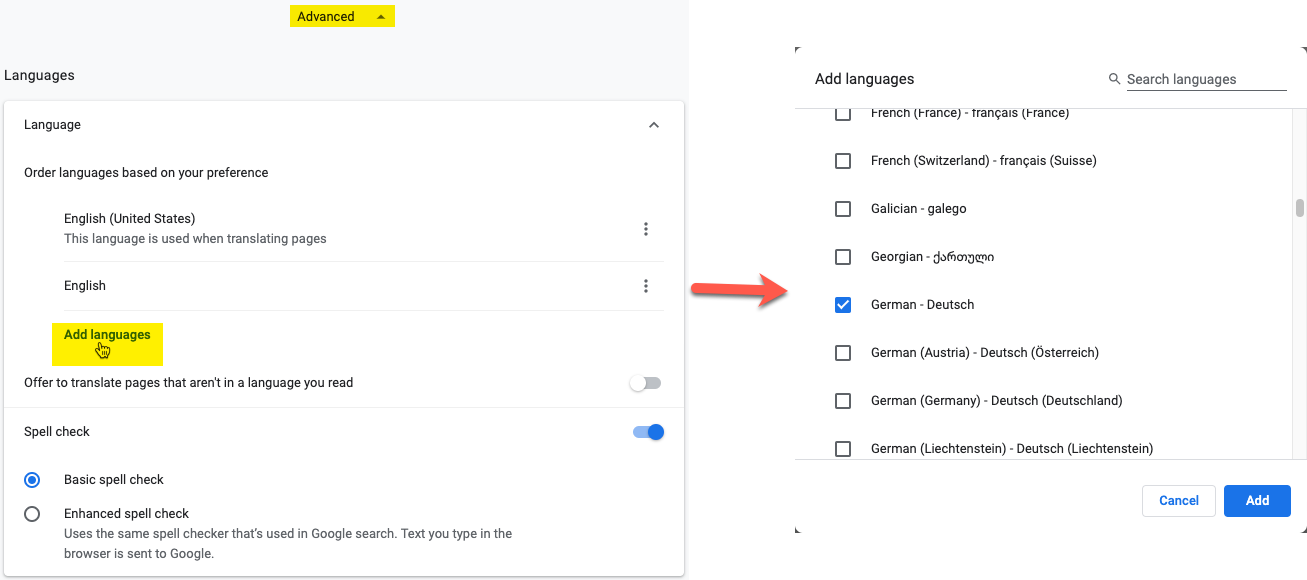 Advanced
Languages
Language
Order languages based on your preference
English (United States)
This language is used when translating pages
English
Add languages
Offer to translate pages that aren't in a language you read
Spell check
Basic spell check
Enhanced spell check
Uses the same spell checker that's used in Google search. Text you type in the
browser is sent to Google.
Add languages
Search languages
French (France) - français (France)
French (Switzerland) - français (Suisse)
Galician - galego
Georgian - ქართული
German - Deutsch
German (Austria) - Deutsch (Österreich)
German (Germany) - Deutsch (Deutschland)
German (Liechtenstein) - Deutsch (Liechtenstein)
Cancel
Add